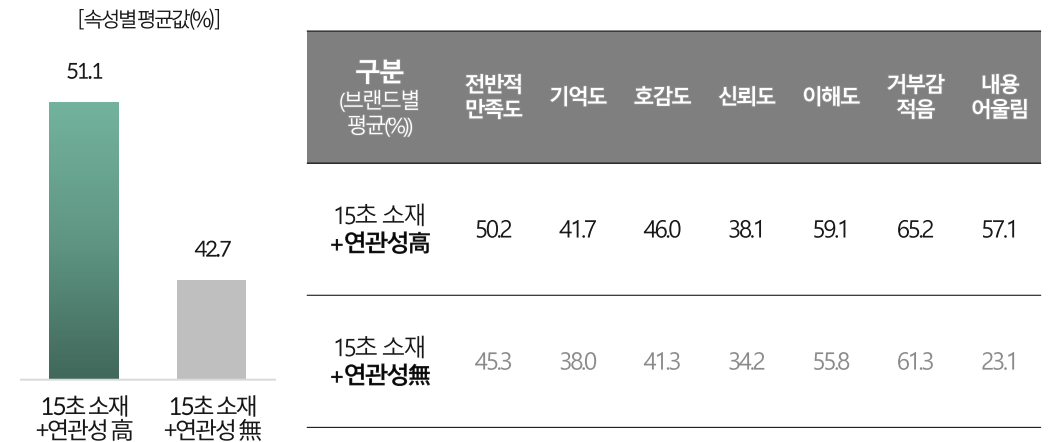 [속성별평균값(%)]
51.1
42.7
15초 소재
+연관성 高
15초 소재
+연관성 無
구분
(브랜드별
평균(%))
전반적
만족도
기억도
호감도
신뢰도
이해도
거부감
적음
내용
어울림
15초 소재
+연관성高
50.2
41.7
46.0
38.1
59.1
65.2
57.1
15초 소재
+연관성無
45.3
38.0
41.3
34.2
55.8
61.3
23.1